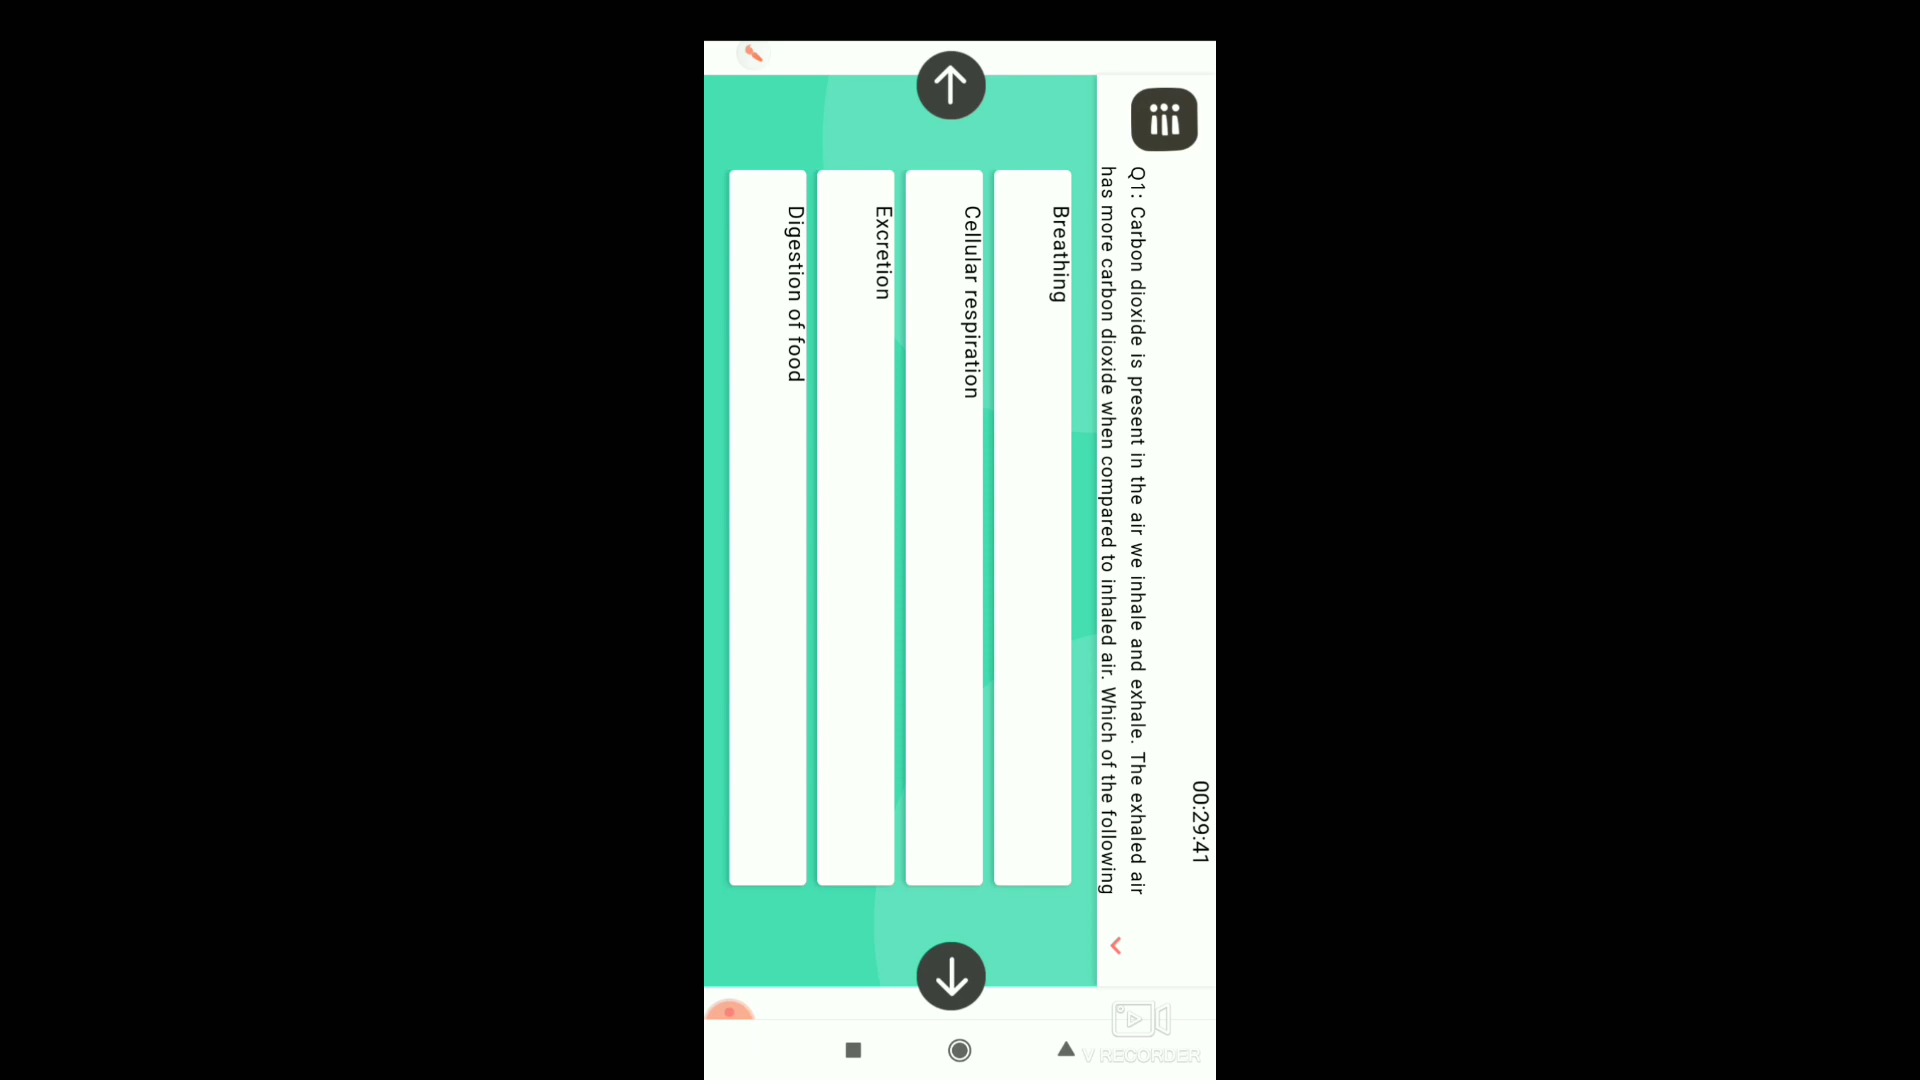 00:29:41
Q1: Carbon dioxide is present in the air we inhale and exhale. The exhaled air
has more carbon dioxide when compared to inhaled air. Which of the following
Breathing
Cellular respiration
Excretion
Digestion of food
V RECORDER